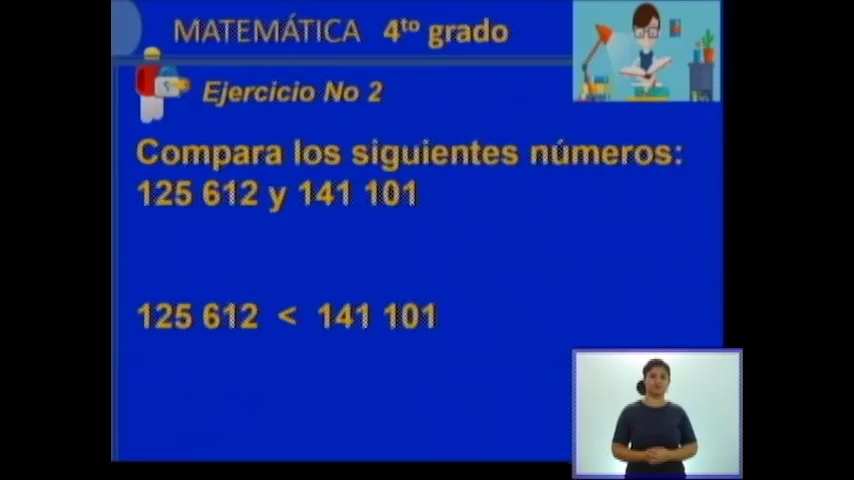 MATEMÁTICA 4to grado
Ejercicio No 2
Compara los siguientes números:
125 612 y 141 101
125 612 < 141 101